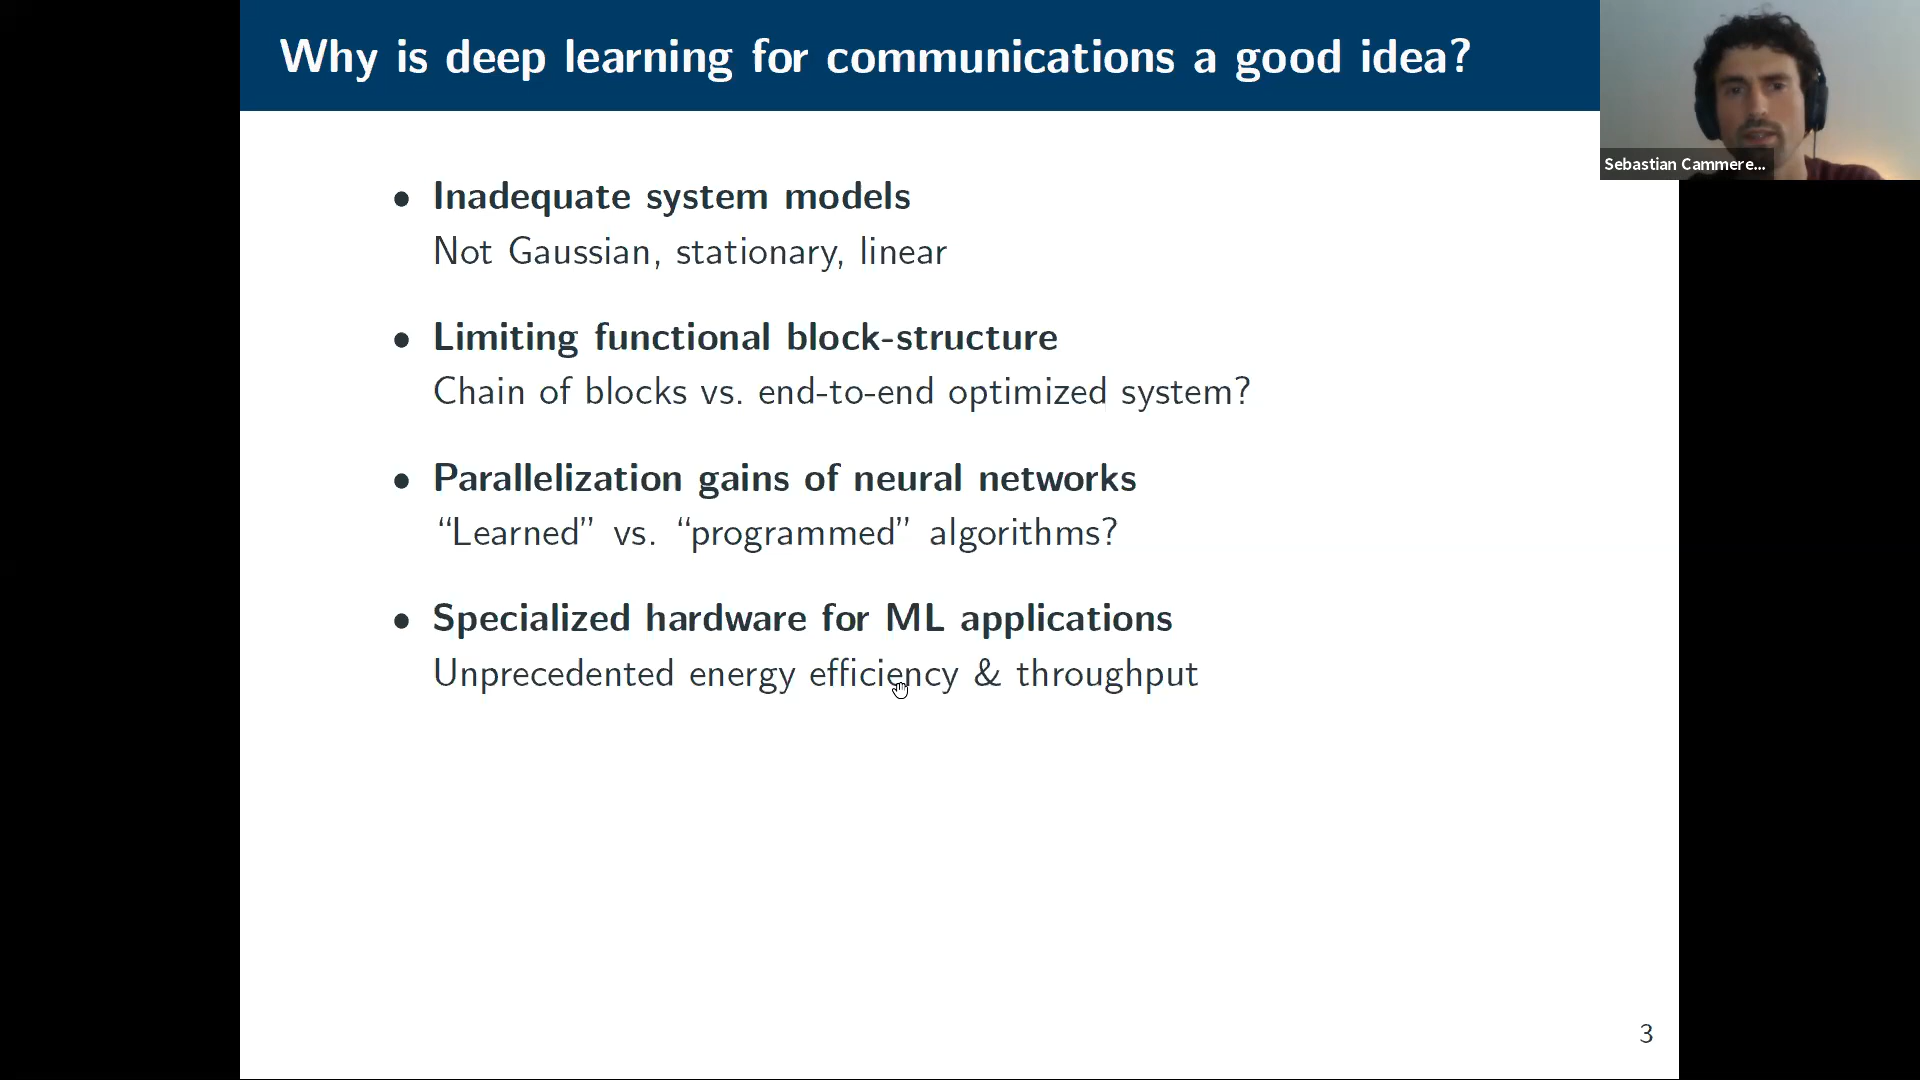 Why is deep learning for communications a good idea?
Sebastian Cammere...
• Inadequate system models
Not Gaussian, stationary, linear
• Limiting functional block-structure
Chain of blocks vs. end-to-end optimized system?
• Parallelization gains of neural networks
“Learned” vs. “programmed” algorithms?
• Specialized hardware for ML applications
Unprecedented energy efficiency & throughput
3